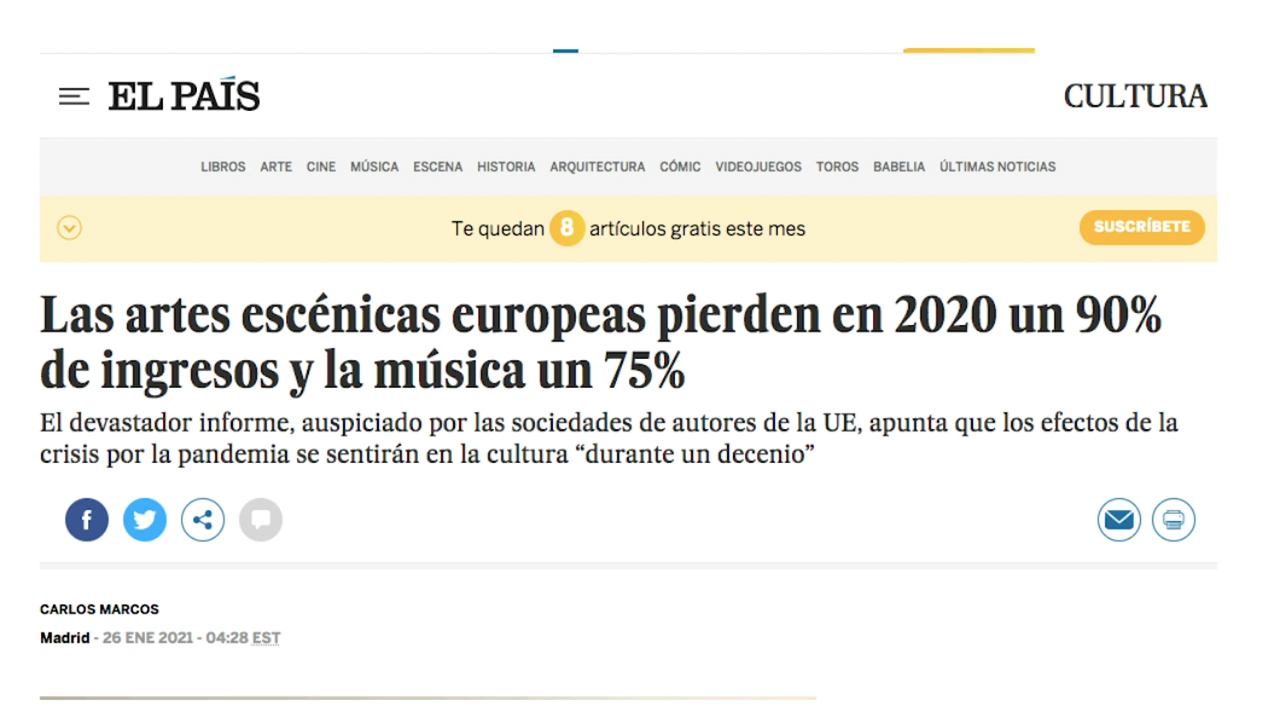 EL PAÍS
CULTURA
LIBROS ARTE CINE MÚSICA ESCENA HISTORIA ARQUITECTURA CÓMIC VIDEOJUEGOS TOROS BABELIA ÚLTIMAS NOTICIAS
Te quedan 8 artículos gratis este mes
SUSCRÍBETE
Las artes escénicas europeas pierden en 2020 un 90%
de ingresos y la música un 75%
El devastador informe, auspiciado por las sociedades de autores de la UE, apunta que los efectos de la
crisis por la pandemia se sentirán en la cultura “durante un decenio”
CARLOS MARCOS
Madrid - 26 ENE 2021 - 04:28 EST